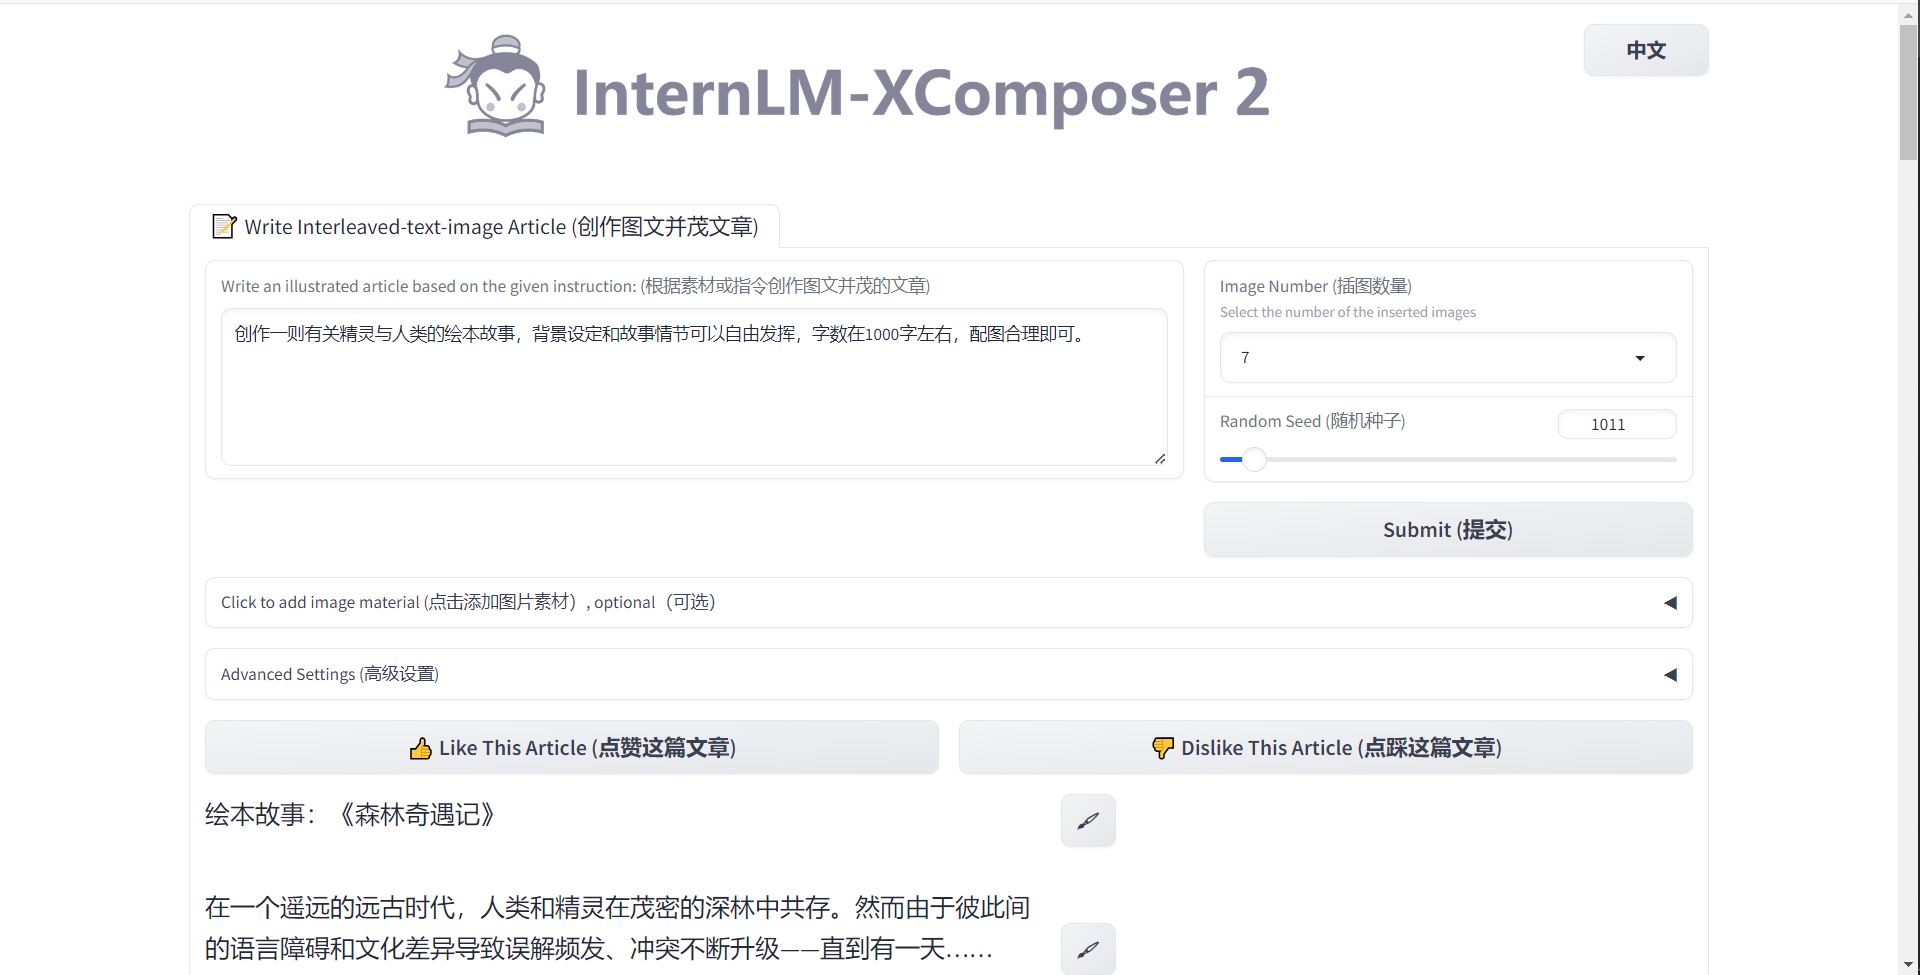 InternLM-XComposer 2
中文
Write Interleaved-text-image Article (创作图文并茂文章)
Write an illustrated article based on the given instruction: (根据素材或指令创作图文并茂的文章)
创作一则有关精灵与人类的绘本故事，背景设定和故事情节可以自由发挥，字数在1000字左右，配图合理即可。
Image Number (插图数量)
Select the number of the inserted images
7
Random Seed (随机种子)
1011
Submit (提交)
Click to add image material (点击添加图片素材）, optional（可选）
Advanced Settings (高级设置)
Like This Article (点赞这篇文章)
Dislike This Article (点踩这篇文章)
绘本故事：《森林奇遇记》
在一个遥远的远古时代，人类和精灵在茂密的深林中共存。然而由于彼此间
的语言障碍和文化差异导致误解频发、冲突不断升级——直到有一天……